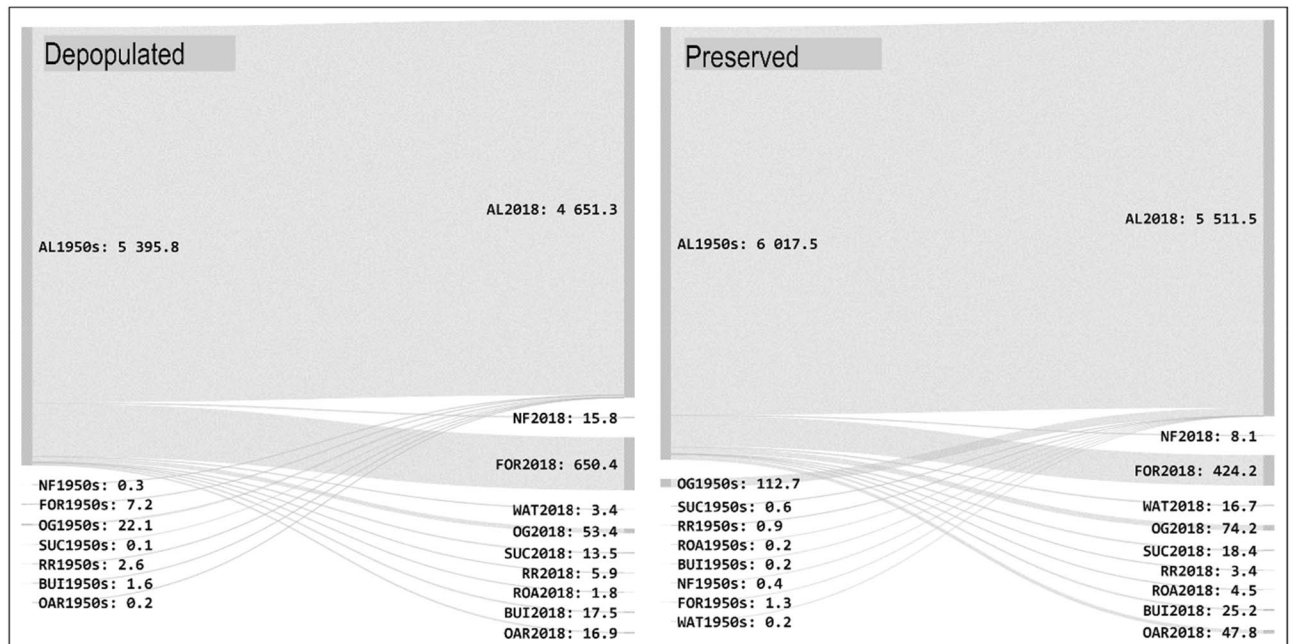 Depopulated
AL1950s: 5 395.8
NF1950s: 0.3
FOR1950s: 7.2
OG1950s: 22.1
SUC1950s: 0.1
RR1950s: 2.6
BUI1950s: 1.6
OAR1950s: 0.2
AL2018: 4 651.3
NF2018: 15.8
FOR2018: 650.4
WAT2018: 3.4
OG2018: 53.4
SUC2018: 13.5
RR2018: 5.9
ROA2018: 1.8
BUI2018: 17.5
OAR2018: 16.9
Preserved
AL1950s: 6 017.5
OG1950s: 112.7
SUC1950s: 0.6
RR1950s: 0.9
ROA1950s: 0.2
BUI1950s: 0.2
NF1950s: 0.4
FOR1950s: 1.3
WAT1950s: 0.2
AL2018: 5 511.5
NF2018: 8.1
FOR2018: 424.2
WAT2018: 16.7
OG2018: 74.2
SUC2018: 18.4
RR2018: 3.4
ROA2018: 4.5
BUI2018: 25.2
OAR2018: 47.8